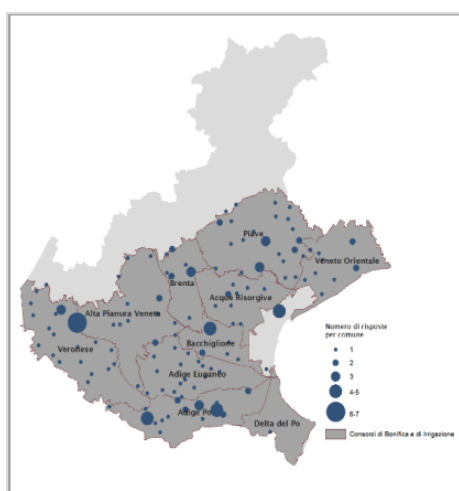 Piave
Veneto Orientale
Brenta
Acque Risorgive
Alta Pianura Veneta
Bacchiglione
Veronese
Adige Euganeo
Adige Po
Delta del Po
Numero di risposte
per comune
1
2
3
4-5
6-7
Consorzi di Bonifica e di Irrigazione